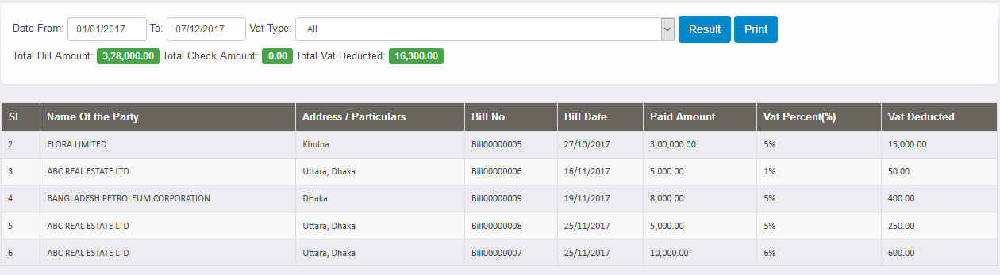 Date From: 01/01/2017 To: 07/12/2017 Vat Type: All Result Print
Total Bill Amount: 3,28,000.00 Total Check Amount: 0.00 Total Vat Deducted: 16,300.00
SL Name Of the Party Address / Particulars Bill No Bill Date Paid Amount Vat Percent(%) Vat Deducted
2 FLORA LIMITED Khulna Bill00000005 27/10/2017 3,00,000.00 5% 15,000.00
3 ABC REAL ESTATE LTD Uttara, Dhaka Bill00000006 16/11/2017 5,000.00 1% 50.00
4 BANGLADESH PETROLEUM CORPORATION DHaka Bill00000009 19/11/2017 8,000.00 5% 400.00
5 ABC REAL ESTATE LTD Uttara, Dhaka Bill00000008 25/11/2017 5,000.00 5% 250.00
6 ABC REAL ESTATE LTD Uttara, Dhaka Bill00000007 25/11/2017 10,000.00 6% 600.00